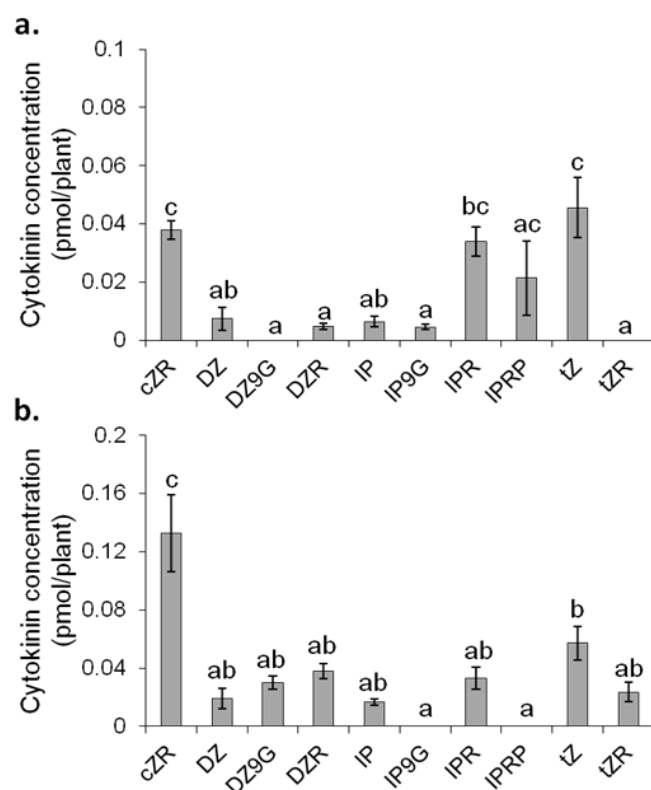 a.
Cytokinin concentration
(pmol/plant)
0.1
0.08
0.06
0.04
0.02
0
c
ab
a
a
ab
a
bc
ac
c
a
cZR
DZ
DZ9G
DZR
IP
IP9G
IPR
IPRP
tZ
tZR
b.
Cytokinin concentration
(pmol/plant)
0.2
0.16
0.12
0.08
0.04
0
c
ab
ab
ab
ab
a
ab
a
b
ab
cZR
DZ
DZ9G
DZR
IP
IP9G
IPR
IPRP
tZ
tZR